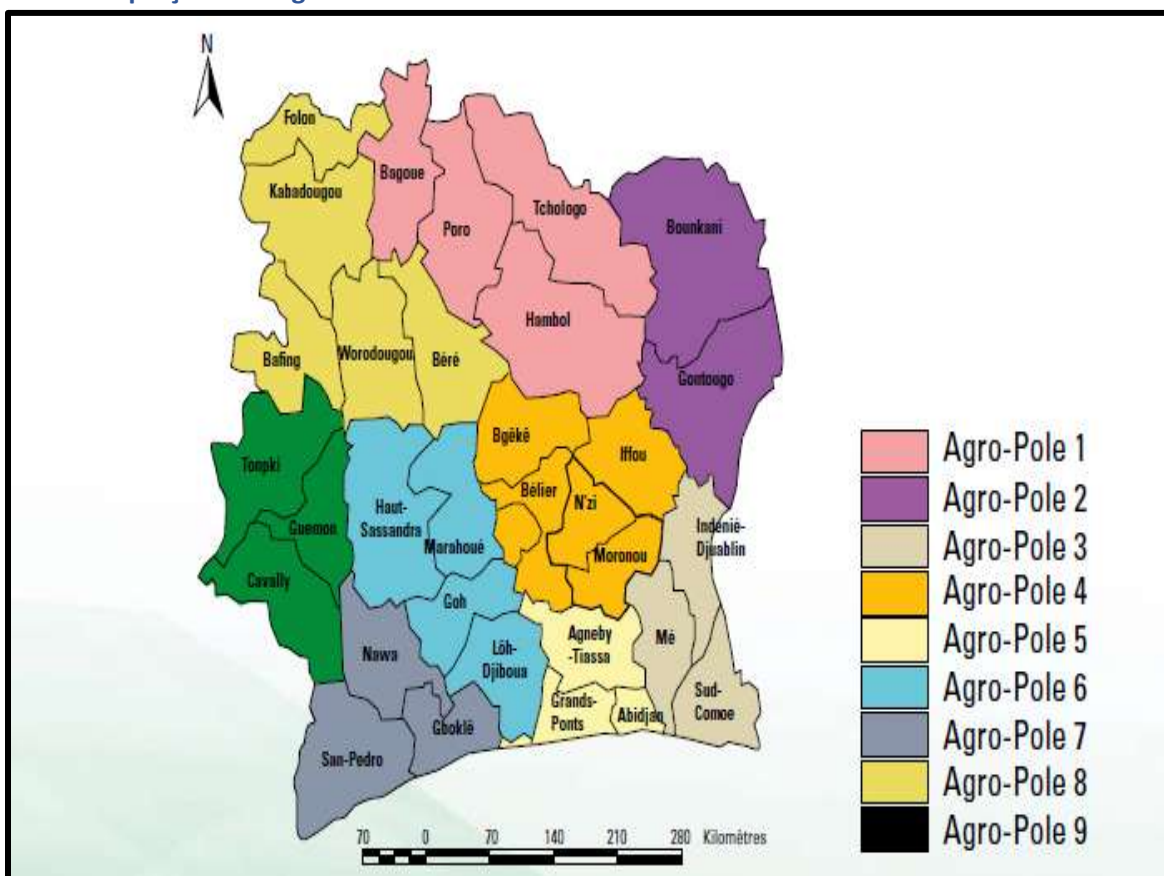 N
Folon
Kabadougou
Bagoue
Poro
Tchologo
Bounkani
Hambol
Gontougo
Bafing
Worodougou
Béré
Tonpki
Guemon
Cavally
Bgêkê
Iffou
Bélier
N'zi
Moronou
Haut-
Sassandra
Marahoué
Indénié-
Djuablin
Goh
Lôh-
Djiboua
Agneby
-Tiassa
Mé
Nawa
Gboklê
San-Pedro
Grands-
Ponts
Abidjan
Sud-
Comoe
70 0 70 140 210 280 Kilomètres
Agro-Pole 1
Agro-Pole 2
Agro-Pole 3
Agro-Pole 4
Agro-Pole 5
Agro-Pole 6
Agro-Pole 7
Agro-Pole 8
Agro-Pole 9